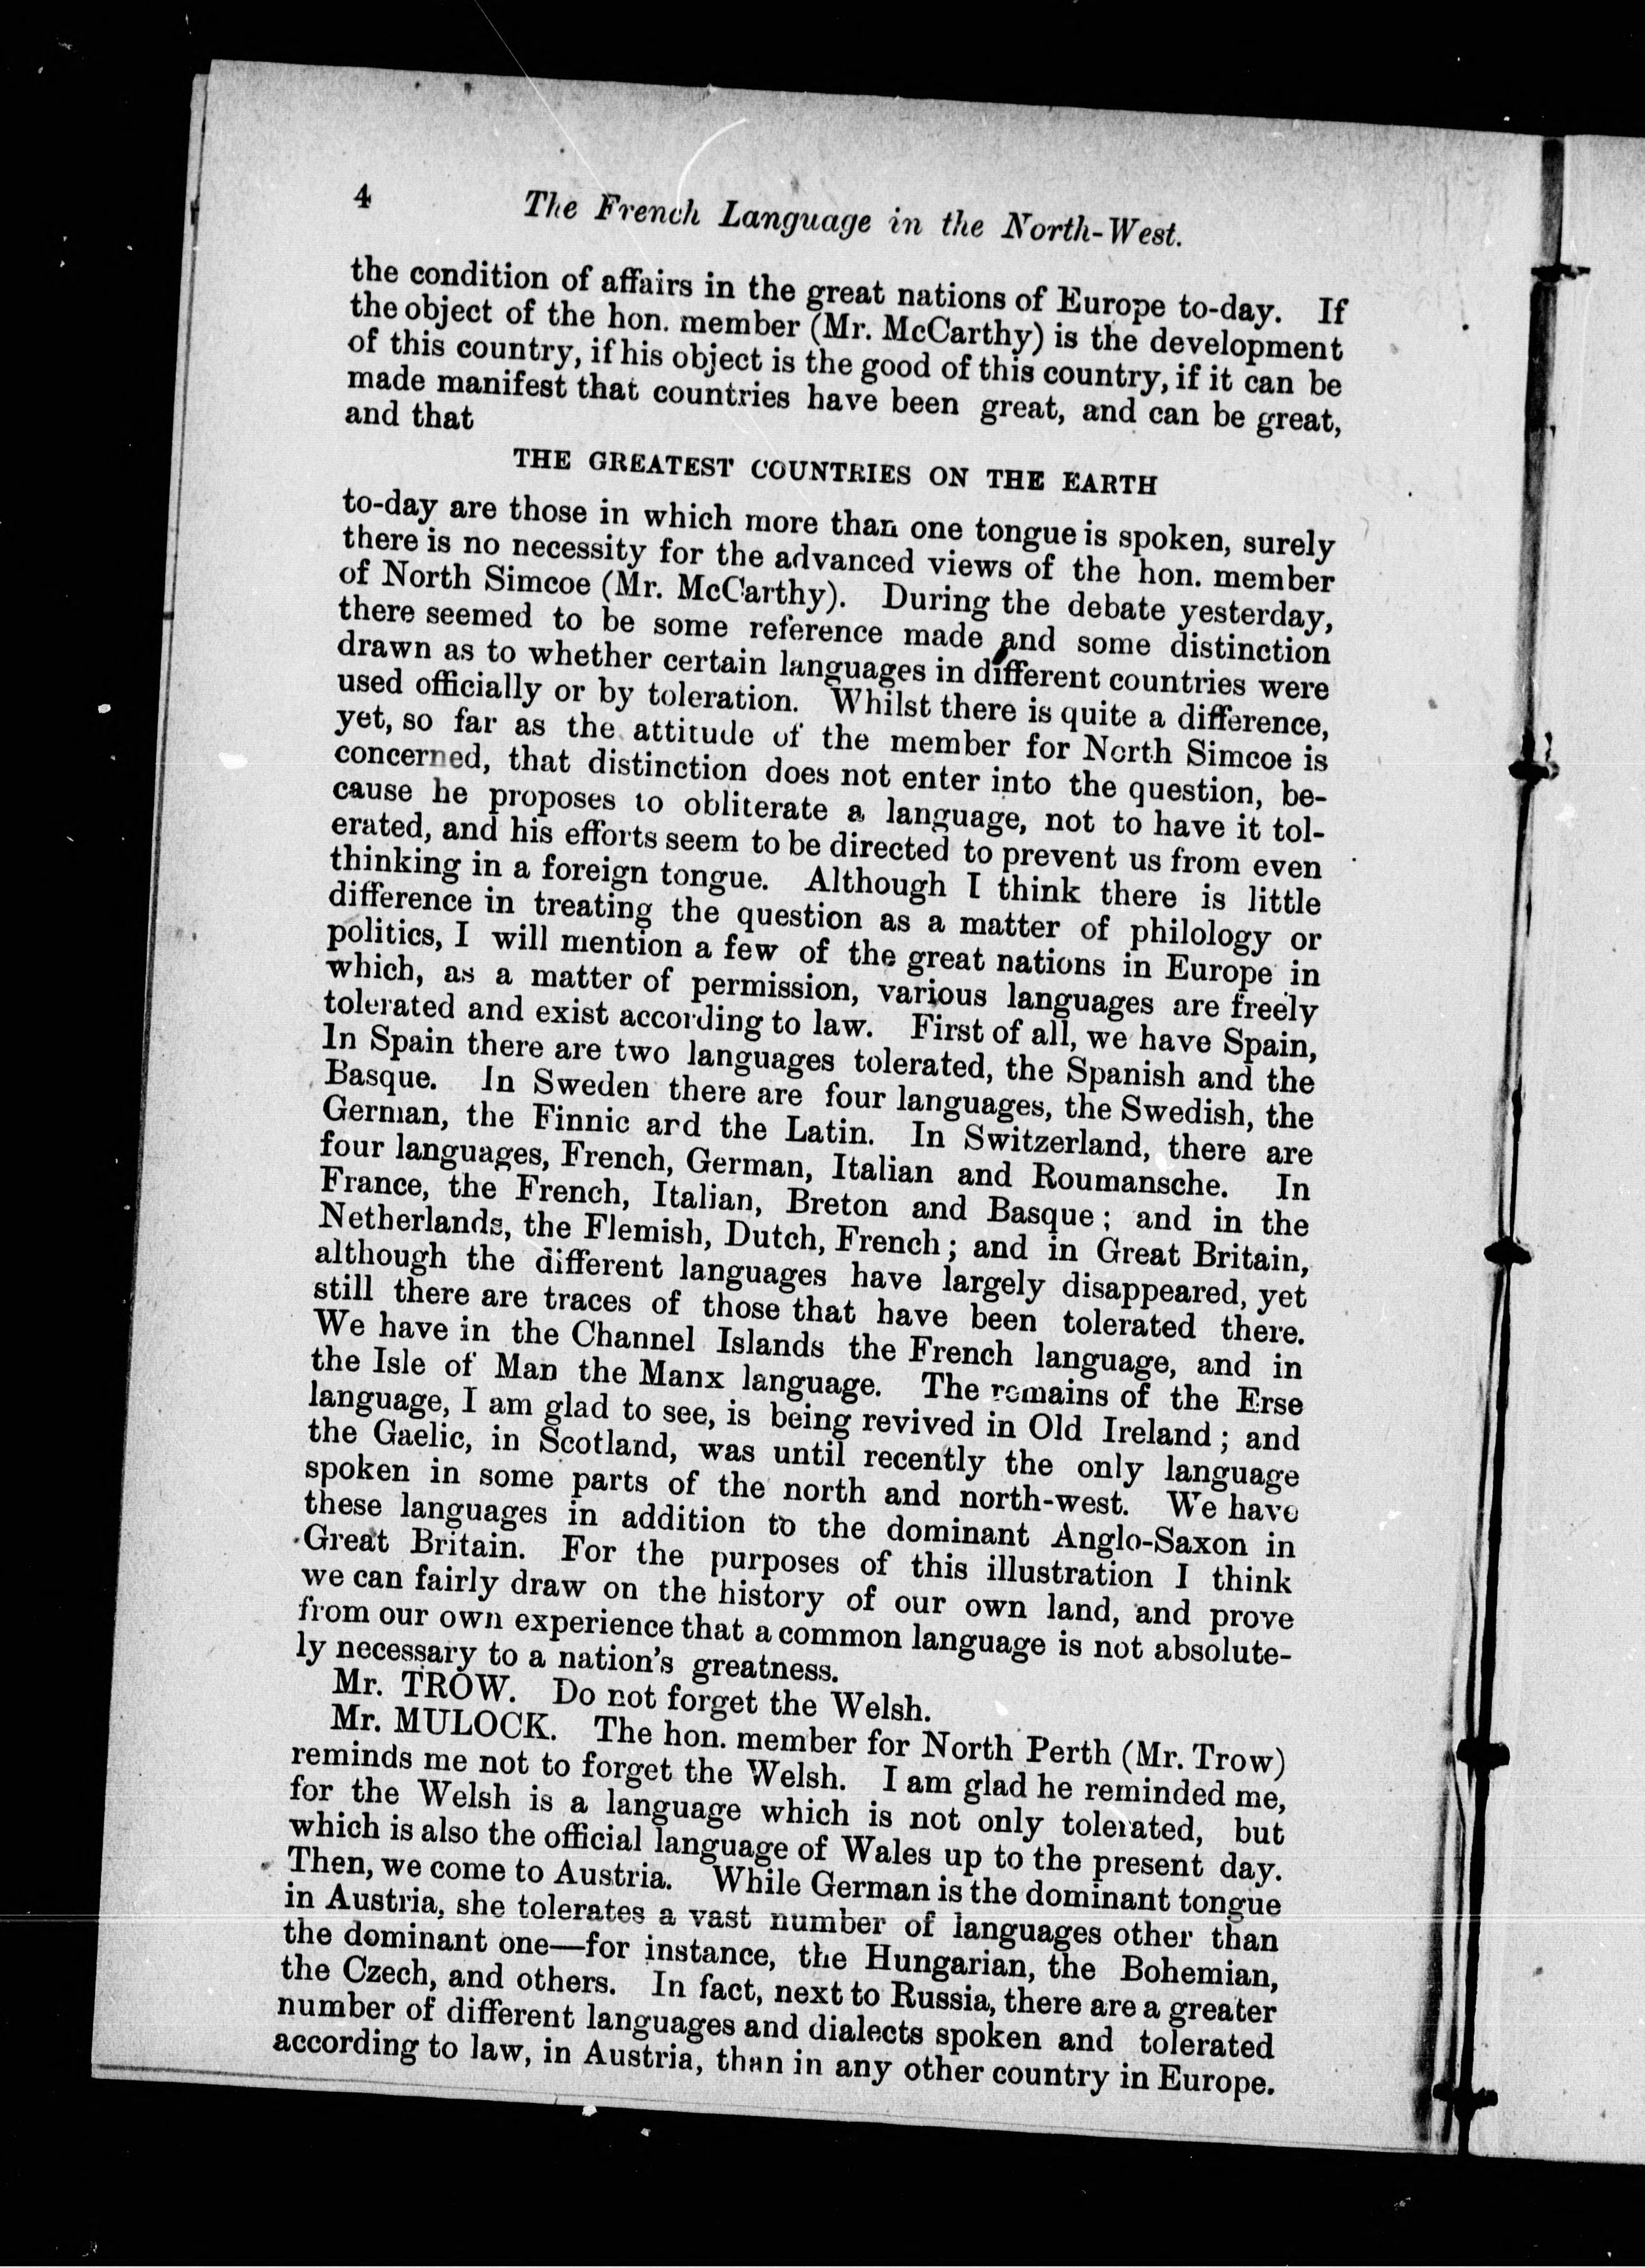 4
The French Language in the North-West.
the condition of affairs in the great nations of Europe to-day. If
the object of the hon. member (Mr. McCarthy) is the development
of this country, if his object is the good of this country, if it can be
made manifest that countries have been great, and can be great,
and that
THE GREATEST COUNTRIES ON THE EARTH
to-day are those in which more than one tongue is spoken, surely
there is no necessity for the advanced views of the hon. member
of North Simcoe (Mr. McCarthy). During the debate yesterday,
there seemed to be some reference made and some distinction
drawn as to whether certain languages in different countries were
used officially or by toleration. Whilst there is quite a difference,
yet, so far as the attitude of the member for North Simcoe is
concerned, that distinction does not enter into the question, be-
cause he proposes to obliterate a language, not to have it tol-
erated, and his efforts seem to be directed to prevent us from even
thinking in a foreign tongue. Although I think there is little
difference in treating the question as a matter of philology or
politics, I will mention a few of the great nations in Europe in
which, as a matter of permission, various languages are freely
tolerated and exist according to law. First of all, we have Spain,
In Spain there are two languages tolerated, the Spanish and the
Basque. In Sweden there are four languages, the Swedish, the
German, the Finnic ard the Latin. In Switzerland, there are
four languages, French, German, Italian and Roumansche. In
France, the French, Italian, Breton and Basque; and in the
Netherlands, the Flemish, Dutch, French; and in Great Britain,
although the different languages have largely disappeared, yet
still there are traces of those that have been tolerated there.
We have in the Channel Islands the French language, and in
the Isle of Man the Manx language. The remains of the Erse
language, I am glad to see, is being revived in Old Ireland; and
the Gaelic, in Scotland, was until recently the only language
spoken in some parts of the north and north-west. We have
these languages in addition to the dominant Anglo-Saxon in
Great Britain. For the purposes of this illustration I think
we can fairly draw on the history of our own land, and prove
from our own experience that a common language is not absolute-
ly necessary to a nation's greatness.
Mr. TROW. Do not forget the Welsh.
Mr. MULOCK. The hon. member for North Perth (Mr. Trow)
reminds me not to forget the Welsh. I am glad he reminded me,
for the Welsh is a language which is not only tolerated, but
which is also the official language of Wales up to the present day.
Then, we come to Austria. While German is the dominant tongue
in Austria, she tolerates a vast number of languages other than
the dominant one—for instance, the Hungarian, the Bohemian,
the Czech, and others. In fact, next to Russia, there are a greater
number of different languages and dialects spoken and tolerated
according to law, in Austria, than in any other country in Europe.